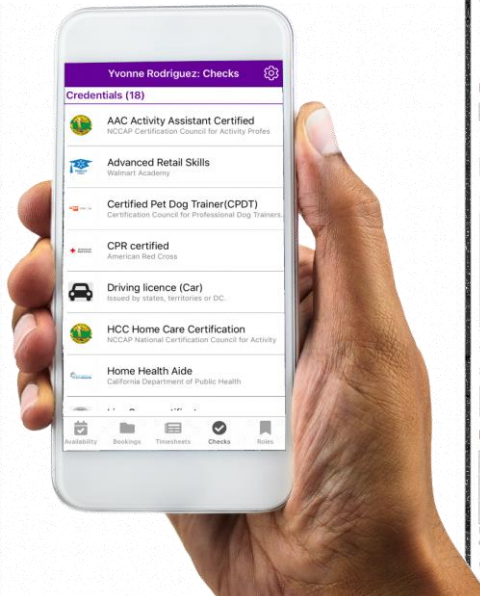 Yvonne Rodriguez: Checks
Credentials (18)
AAC Activity Assistant Certified
NCCAP Certification Council for Activity Profes
Advanced Retail Skills
Walmart Academy
Certified Pet Dog Trainer(CPDT)
Certification Council for Professional Dog Trainers.
CPR certified
American Red Cross
Driving licence (Car)
Issued by states, territories or DC.
HCC Home Care Certification
NCCAP National Certification Council for Activity
Home Health Aide
California Department of Public Health
Availability Bookings Timesheets Checks Roles